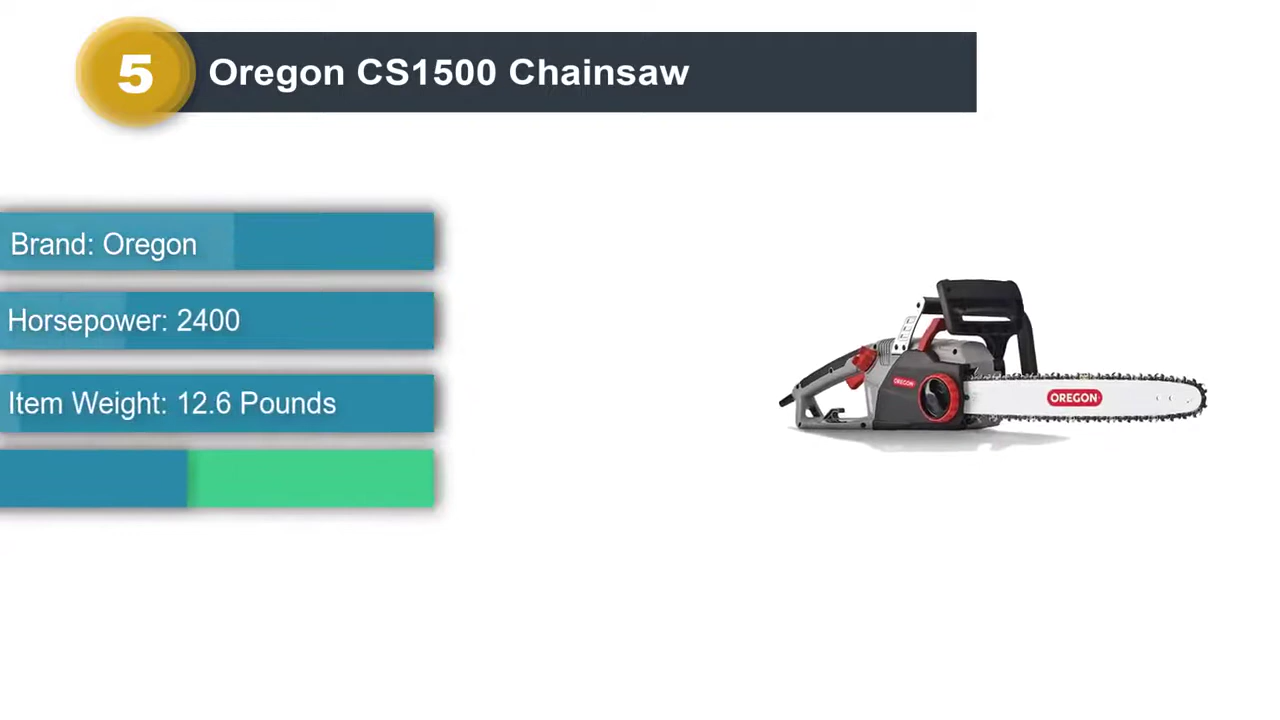 5
Oregon CS1500 Chainsaw
Brand: Oregon
Horsepower: 2400
Item Weight: 12.6 Pounds
OREGON
OREGON